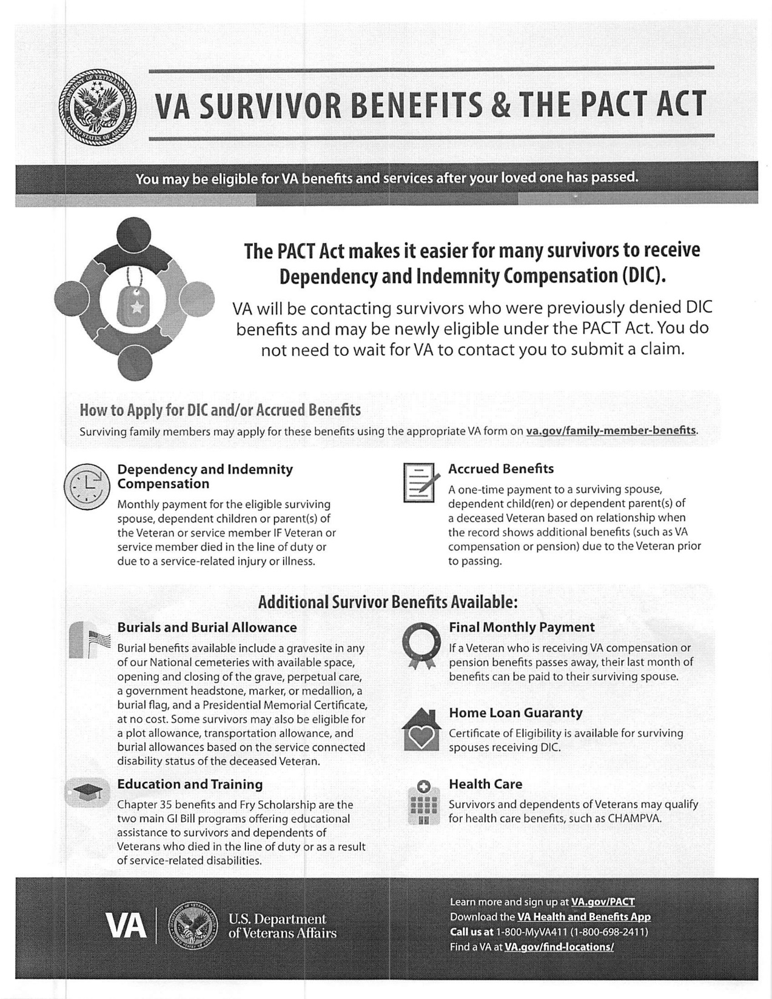 VA SURVIVOR BENEFITS & THE PACT ACT
You may be eligible for VA benefits and services after your loved one has passed.
The PACT Act makes it easier for many survivors to receive
Dependency and Indemnity Compensation (DIC).
VA will be contacting survivors who were previously denied DIC
benefits and may be newly eligible under the PACT Act. You do
not need to wait for VA to contact you to submit a claim.
How to Apply for DIC and/or Accrued Benefits
Surviving family members may apply for these benefits using the appropriate VA form on va.gov/family-member-benefits.
Dependency and Indemnity
Compensation
Monthly payment for the eligible surviving
spouse, dependent children or parent(s) of
the Veteran or service member IF Veteran or
service member died in the line of duty or
due to a service-related injury or illness.
Accrued Benefits
A one-time payment to a surviving spouse,
dependent child(ren) or dependent parent(s) of
a deceased Veteran based on relationship when
the record shows additional benefits (such as VA
compensation or pension) due to the Veteran prior
to passing.
Additional Survivor Benefits Available:
Burials and Burial Allowance
Burial benefits available include a gravesite in any
of our National cemeteries with available space,
opening and closing of the grave, perpetual care,
a government headstone, marker, or medallion, a
burial flag, and a Presidential Memorial Certificate,
at no cost. Some survivors may also be eligible for
a plot allowance, transportation allowance, and
burial allowances based on the service connected
disability status of the deceased Veteran.
Education and Training
Chapter 35 benefits and Fry Scholarship are the
two main GI Bill programs offering educational
assistance to survivors and dependents of
Veterans who died in the line of duty or as a result
of service-related disabilities.
Final Monthly Payment
If a Veteran who is receiving VA compensation or
pension benefits passes away, their last month of
benefits can be paid to their surviving spouse.
Home Loan Guaranty
Certificate of Eligibility is available for surviving
spouses receiving DIC.
Health Care
Survivors and dependents of Veterans may qualify
for health care benefits, such as CHAMPVA.
VA
U.S. Department
of Veterans Affairs
Learn more and sign up at VA.gov/PACT
Download the VA Health and Benefits App
Call us at 1-800-MyVA411 (1-800-698-2411)
Find a VA at VA.gov/find-locations/